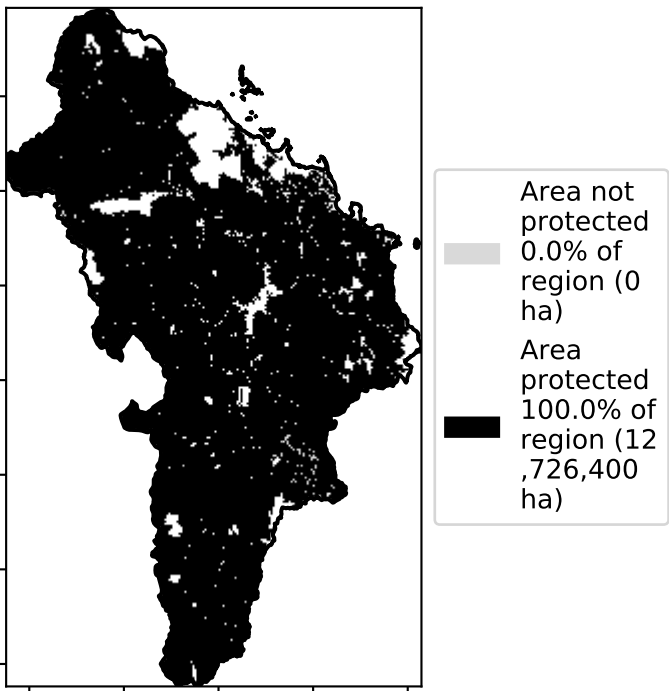 Area not
protected
0.0% of
region (0
ha)
Area
protected
100.0% of
region (12
,726,400
ha)